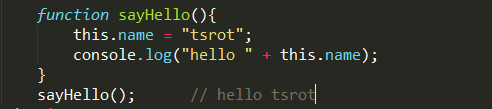 function sayHello(){
    this.name = "tsrot";
    console.log("hello " + this.name);
}
sayHello();      // hello tsrot